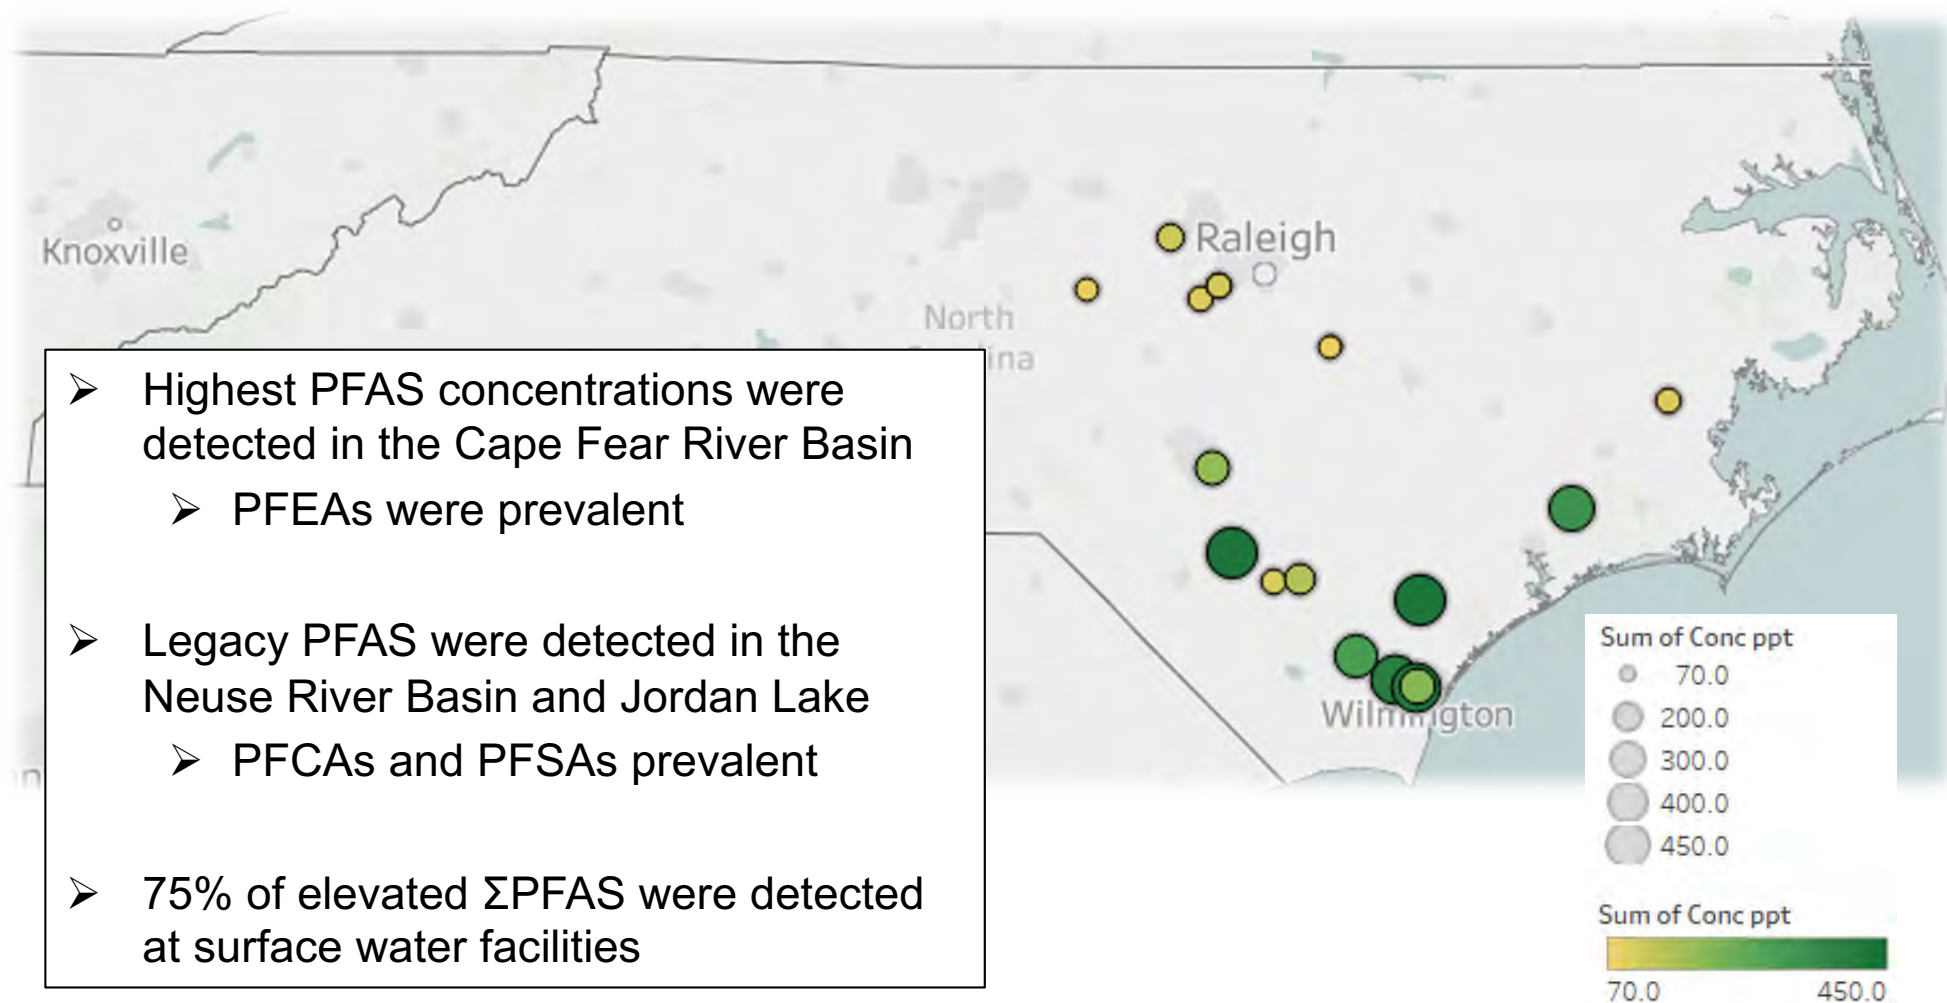 Knoxville
Raleigh
North
ina
➢ Highest PFAS concentrations were
detected in the Cape Fear River Basin
➢ PFEAs were prevalent
➢ Legacy PFAS were detected in the
Neuse River Basin and Jordan Lake
➢ PFCAs and PFSAs prevalent
➢ 75% of elevated ΣPFAS were detected
at surface water facilities
Wilmington
Sum of Conc ppt
70.0
200.0
300.0
400.0
450.0
Sum of Conc ppt
70.0 450.0